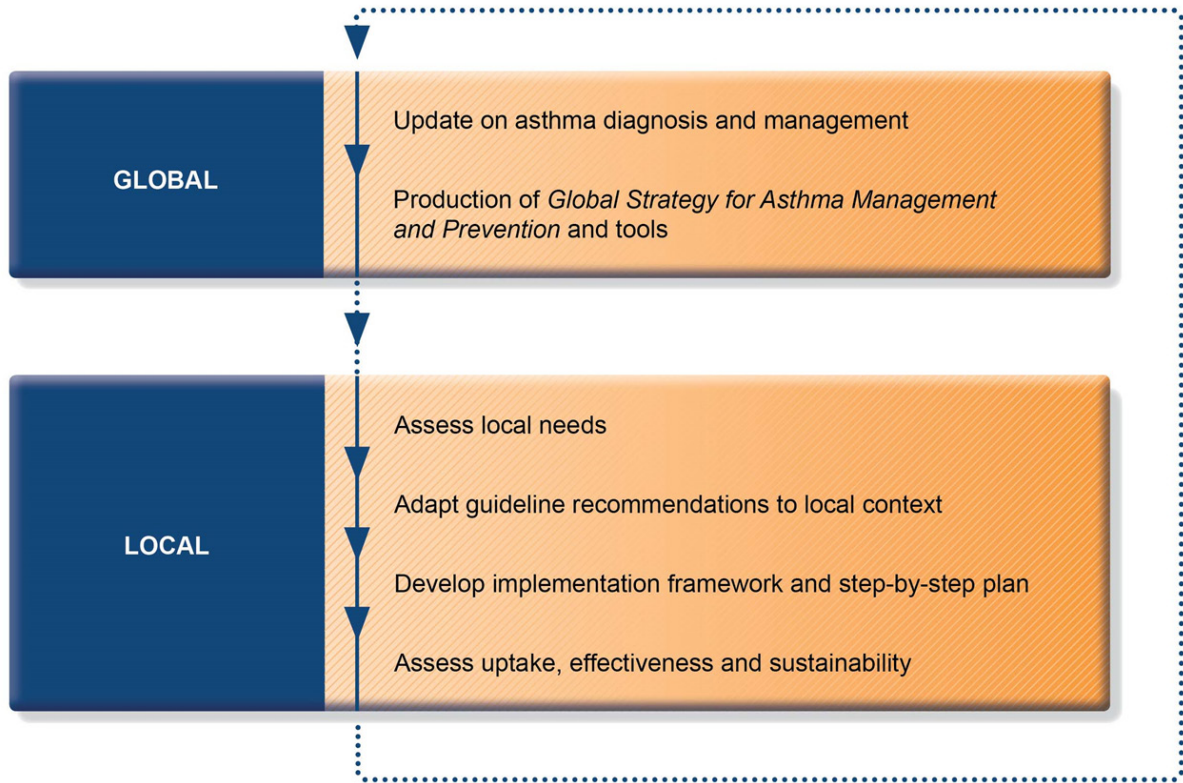 GLOBAL
Update on asthma diagnosis and management
Production of Global Strategy for Asthma Management
and Prevention and tools
LOCAL
Assess local needs
Adapt guideline recommendations to local context
Develop implementation framework and step-by-step plan
Assess uptake, effectiveness and sustainability